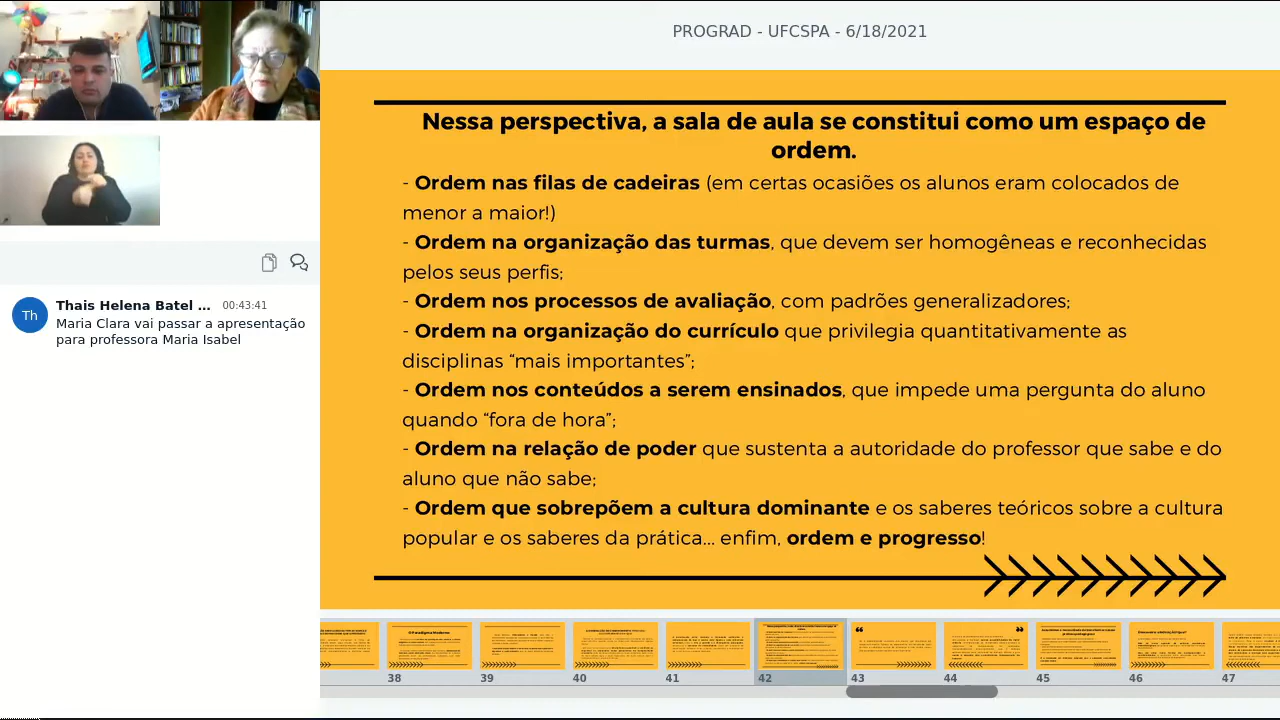 PROGRAD - UFCSPA - 6/18/2021
Nessa perspectiva, a sala de aula se constitui como um espaço de
ordem.
- Ordem nas filas de cadeiras (em certas ocasiões os alunos eram colocados de
menor a maior!)
- Ordem na organização das turmas, que devem ser homogêneas e reconhecidas
pelos seus perfis;
- Ordem nos processos de avaliação, com padrões generalizadores;
- Ordem na organização do currículo que privilegia quantitativamente as
disciplinas “mais importantes”;
- Ordem nos conteúdos a serem ensinados, que impede uma pergunta do aluno
quando “fora de hora”;
- Ordem na relação de poder que sustenta a autoridade do professor que sabe e do
aluno que não sabe;
- Ordem que sobrepõem a cultura dominante e os saberes teóricos sobre a cultura
popular e os saberes da prática... enfim, ordem e progresso!
Th
Thais Helena Batel ... 00:43:41
Maria Clara vai passar a apresentação
para professora Maria Isabel
38 39 40 41 42 43 44 45 46 47